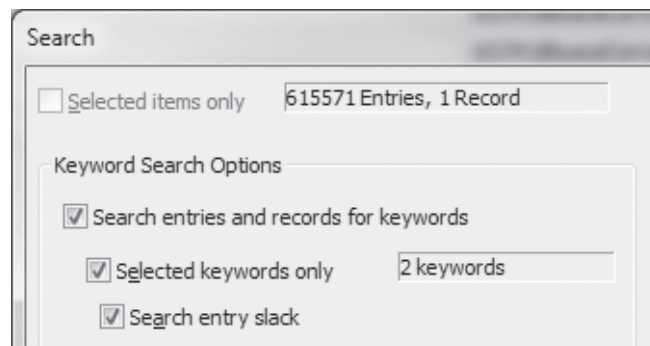 Search
Selected items only 615571 Entries, 1 Record
Keyword Search Options
Search entries and records for keywords
Selected keywords only 2 keywords
Search entry slack